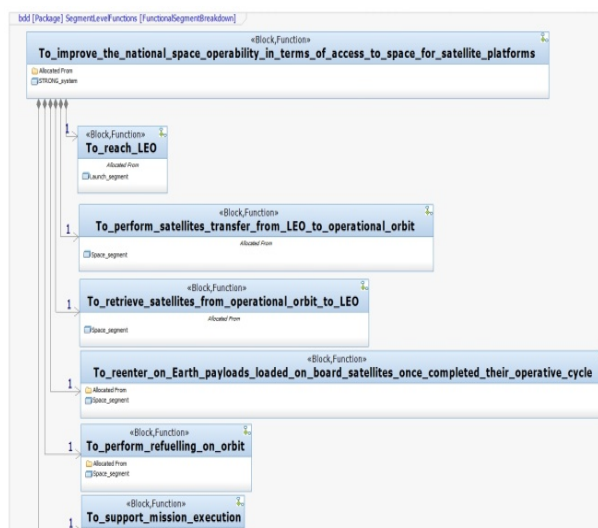 bdd [Package] SegmentLevelFunctions [FunctionalSegmentBreakdown]
«Block,Function»
To_improve_the_national_space_operability_in_terms_of_access_to_space_for_satellite_platforms
Allocated From
STRONG_system
1
«Block,Function»
To_reach_LEO
Allocated From
Launch_segment
«Block,Function»
1
To_perform_satellites_transfer_from_LEO_to_operational_orbit
Allocated From
Space_segment
«Block,Function»
1
To_retrieve_satellites_from_operational_orbit_to_LEO
Allocated From
Space_segment
«Block,Function»
To_reenter_on_Earth_payloads_loaded_on_board_satellites_once_completed_their_operative_cycle
1
Allocated From
Space_segment
«Block,Function»
1
To_perform_refuelling_on_orbit
Allocated From
Space_segment
«Block,Function»
1
To_support_mission_execution